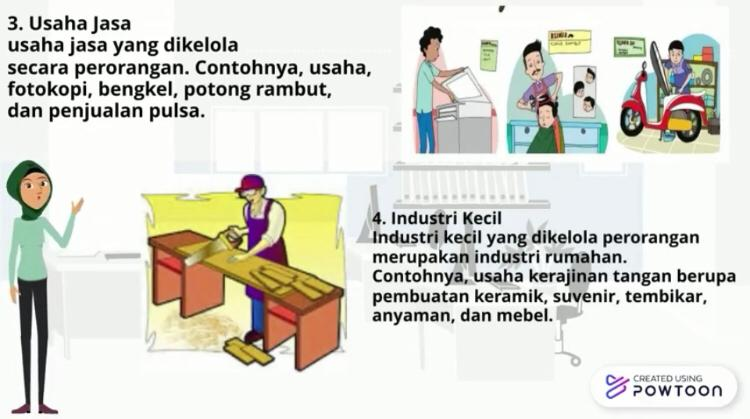 3. Usaha Jasa
usaha jasa yang dikelola
secara perorangan. Contohnya, usaha,
fotokopi, bengkel, potong rambut,
dan penjualan pulsa.
4. Industri Kecil
Industri kecil yang dikelola perorangan
merupakan industri rumahan.
Contohnya, usaha kerajinan tangan berupa
pembuatan keramik, suvenir, tembikar,
anyaman, dan mebel.
CREATED USING
POWTOON